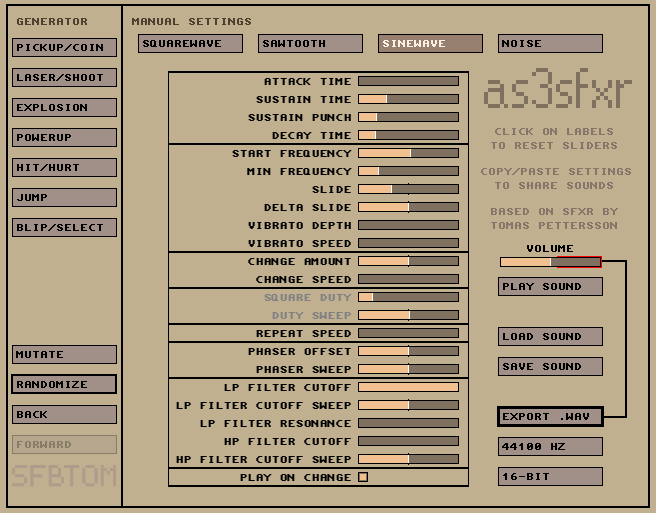 GENERATOR
MANUAL SETTINGS
PICKUP/COIN
LASER/SHOOT
EXPLOSION
POWERUP
HIT/HURT
JUMP
BLIP/SELECT
MUTATE
RANDOMIZE
BACK
FORWARD
SFBTOM
SQUAREWAVE
SAWTOOTH
SINEWAVE
NOISE
ATTACK TIME
SUSTAIN TIME
SUSTAIN PUNCH
DECAY TIME
START FREQUENCY
MIN FREQUENCY
SLIDE
DELTA SLIDE
VIBRATO DEPTH
VIBRATO SPEED
CHANGE AMOUNT
CHANGE SPEED
SQUARE DUTY
DUTY SWEEP
REPEAT SPEED
PHASER OFFSET
PHASER SWEEP
LP FILTER CUTOFF
LP FILTER CUTOFF SWEEP
LP FILTER RESONANCE
HP FILTER CUTOFF
HP FILTER CUTOFF SWEEP
PLAY ON CHANGE
as3sfxr
CLICK ON LABELS
TO RESET SLIDERS
COPY/PASTE SETTINGS
TO SHARE SOUNDS
BASED ON SFXR BY
TOMAS PETTERSSON
VOLUME
PLAY SOUND
LOAD SOUND
SAVE SOUND
EXPORT .WAV
44100 HZ
16-BIT